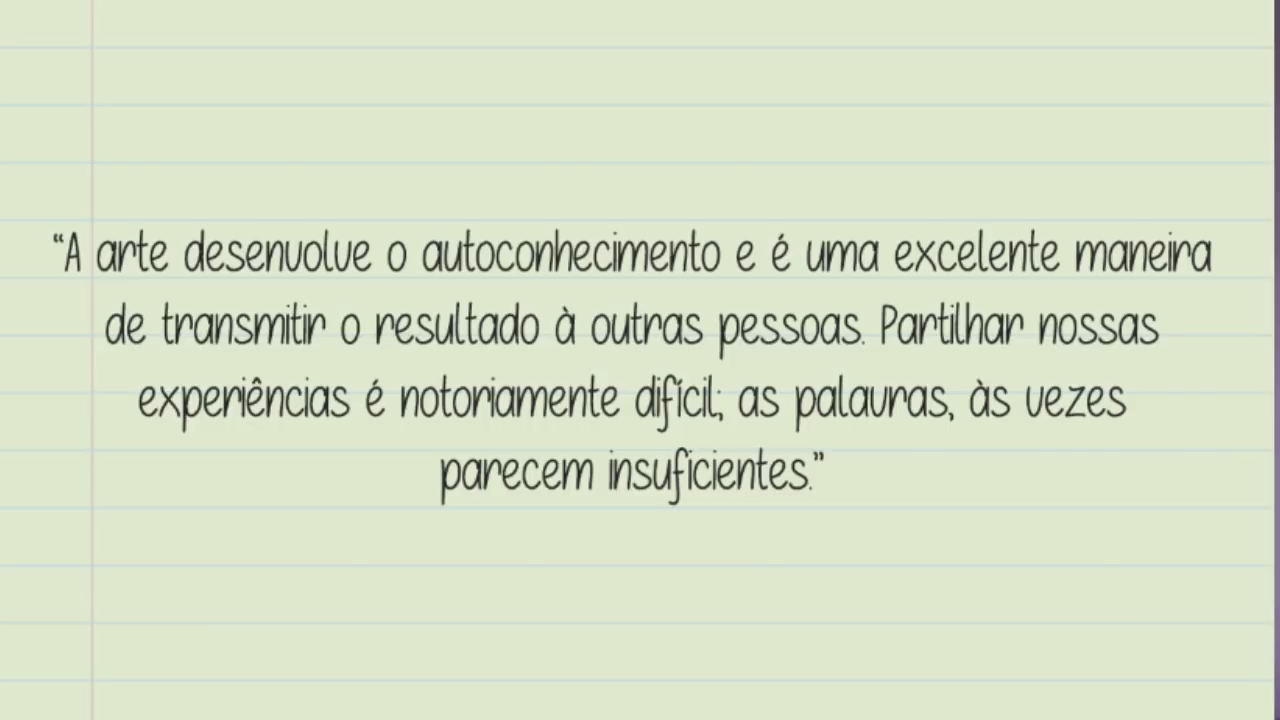 “A arte desenvolve o autoconhecimento e é uma excelente maneira
de transmitir o resultado à outras pessoas. Partilhar nossas
experiências é notoriamente difícil; as palavras, às vezes
parecem insuficientes.”